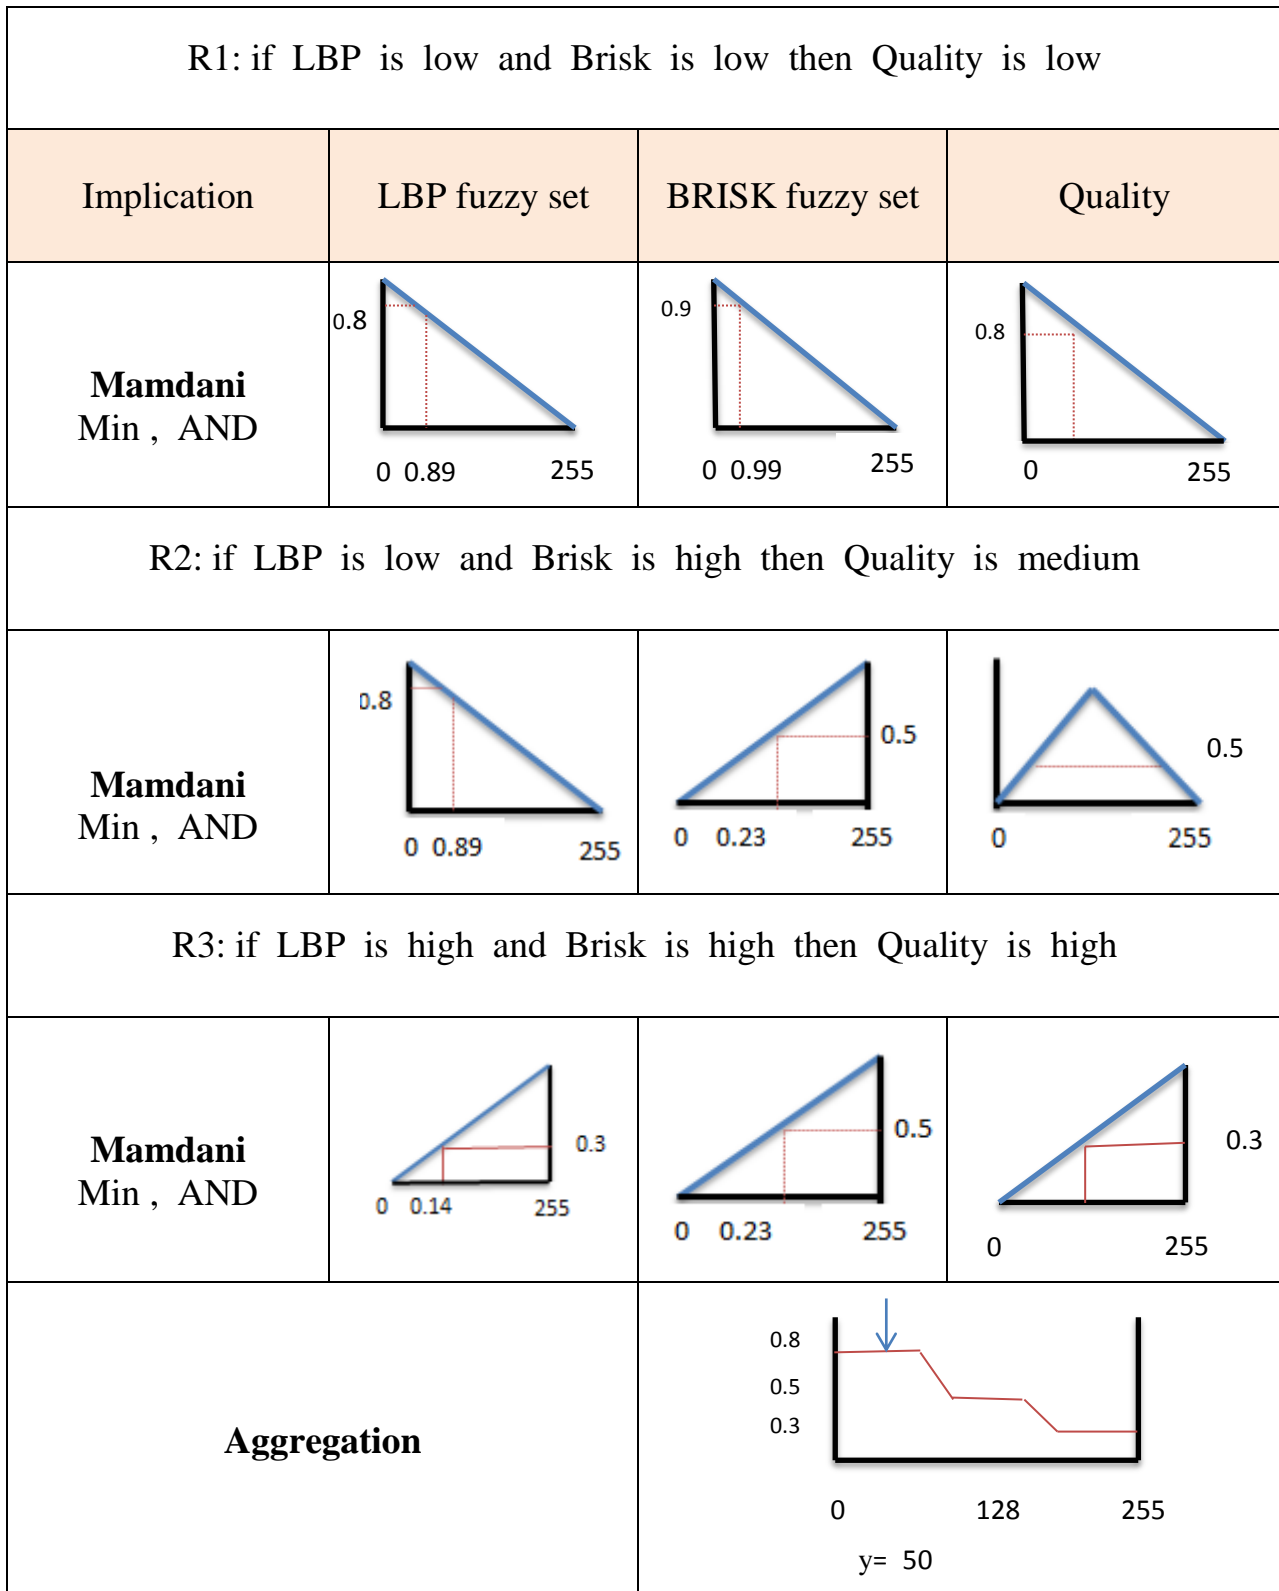 R1: if LBP is low and Brisk is low then Quality is low
Implication
LBP fuzzy set
BRISK fuzzy set
Quality
Mamdani
Min , AND
0.8
0 0.89 255
0.9
0 0.99 255
0.8
0 255
R2: if LBP is low and Brisk is high then Quality is medium
Mamdani
Min , AND
0.8
0 0.89 255
0.5
0 0.23 255
0.5
0 255
R3: if LBP is high and Brisk is high then Quality is high
Mamdani
Min , AND
0.3
0 0.14 255
0.5
0 0.23 255
0.3
0 255
Aggregation
0.8
0.5
0.3
0 128 255
y= 50